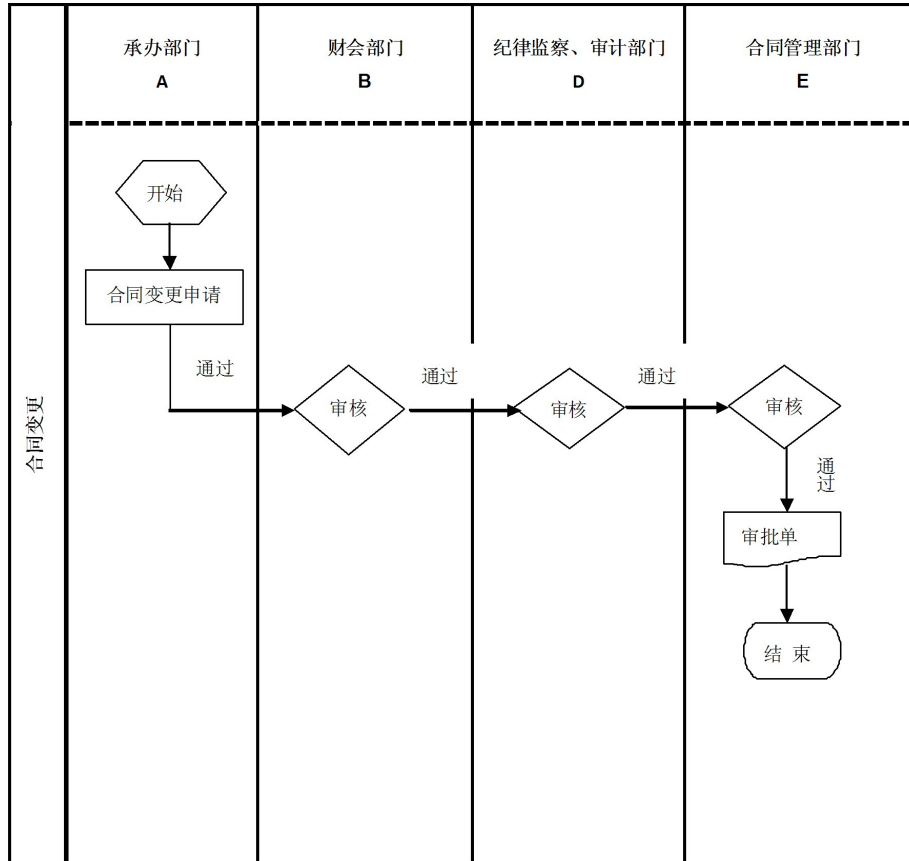 承办部门
A
财会部门
B
纪律监察、审计部门
D
合同管理部门
E
合同变更
开始
合同变更申请
通过
审核
通过
审核
通过
审核
通过
审批单
结 束